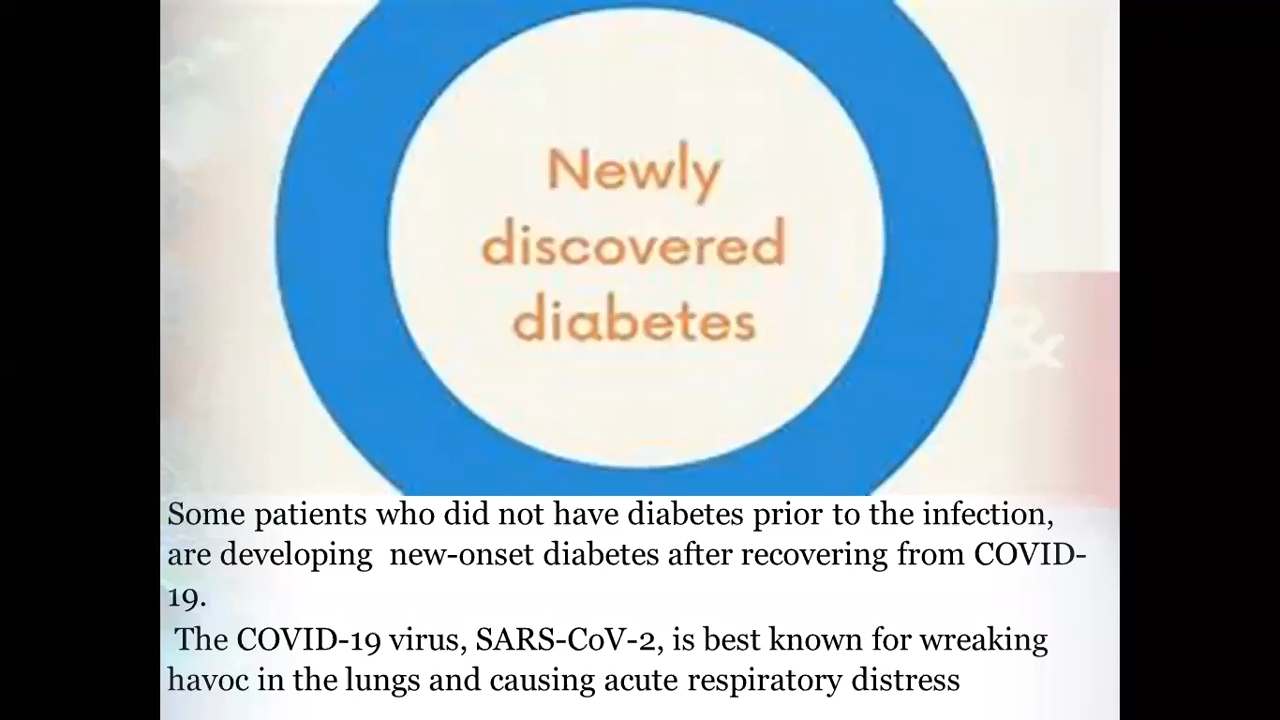 Newly
discovered
diabetes
&
Some patients who did not have diabetes prior to the infection,
are developing  new-onset diabetes after recovering from COVID-
19.
The COVID-19 virus, SARS-CoV-2, is best known for wreaking
havoc in the lungs and causing acute respiratory distress